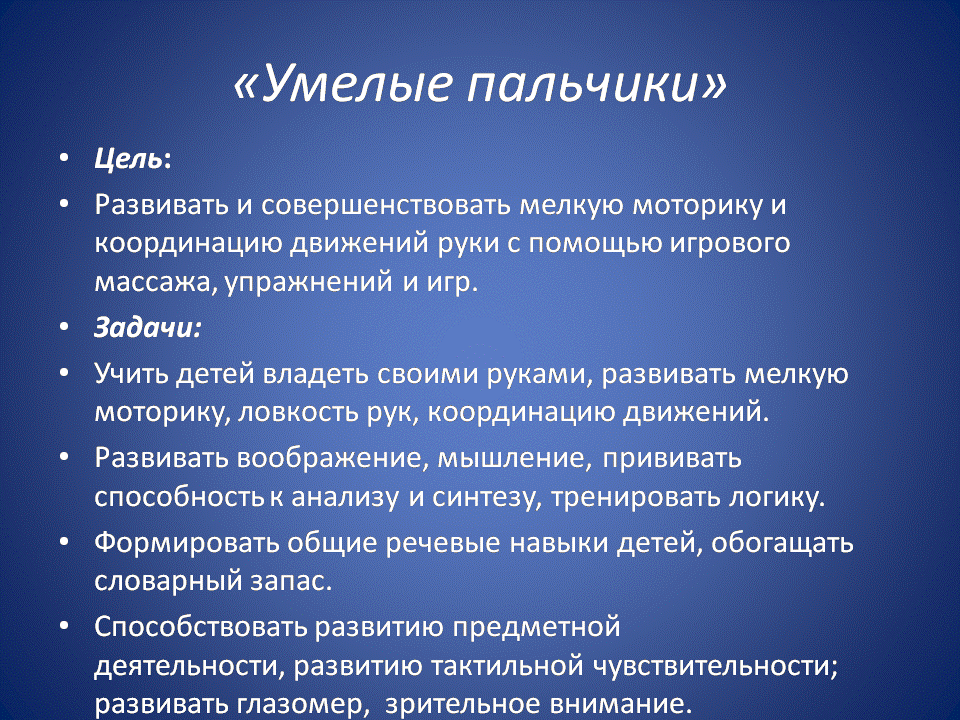 «Умелые пальчики»
• Цель:
• Развивать и совершенствовать мелкую моторику и
координацию движений руки с помощью игрового
массажа, упражнений и игр.
• Задачи:
• Учить детей владеть своими руками, развивать мелкую
моторику, ловкость рук, координацию движений.
• Развивать воображение, мышление, прививать
способность к анализу и синтезу, тренировать логику.
• Формировать общие речевые навыки детей, обогащать
словарный запас.
• Способствовать развитию предметной
деятельности, развитию тактильной чувствительности;
развивать глазомер, зрительное внимание.